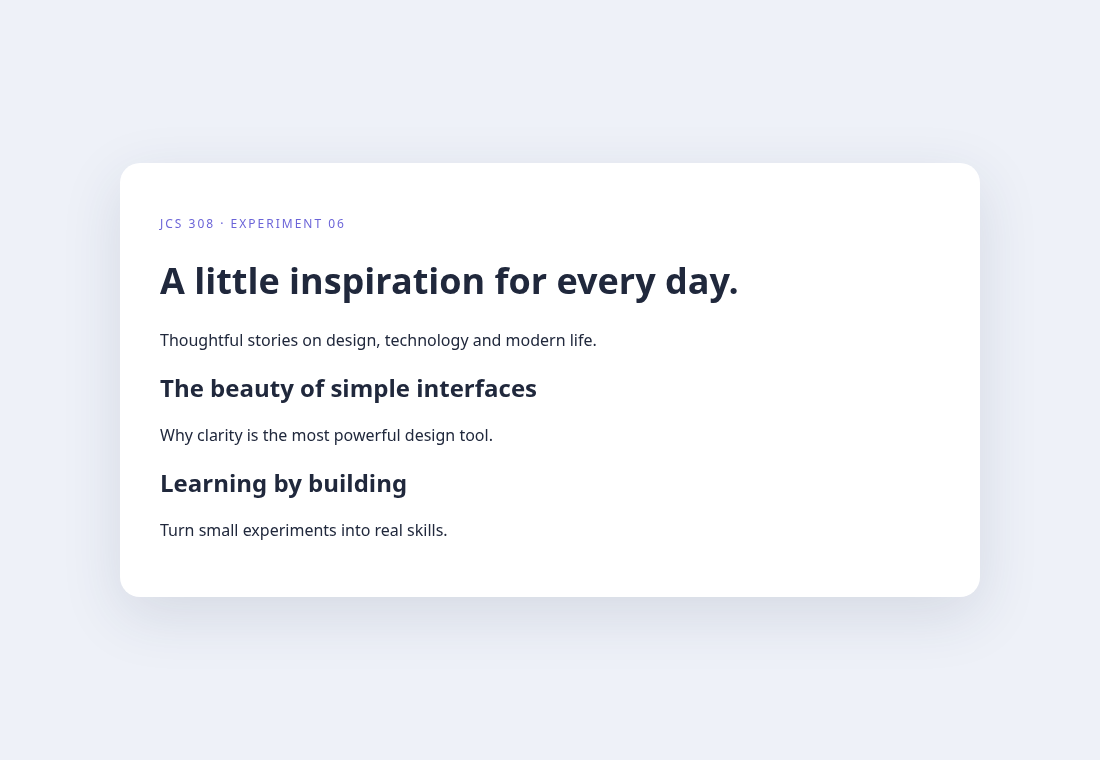 JCS 308 · EXPERIMENT 06
A little inspiration for every day.
Thoughtful stories on design, technology and modern life.
The beauty of simple interfaces
Why clarity is the most powerful design tool.
Learning by building
Turn small experiments into real skills.